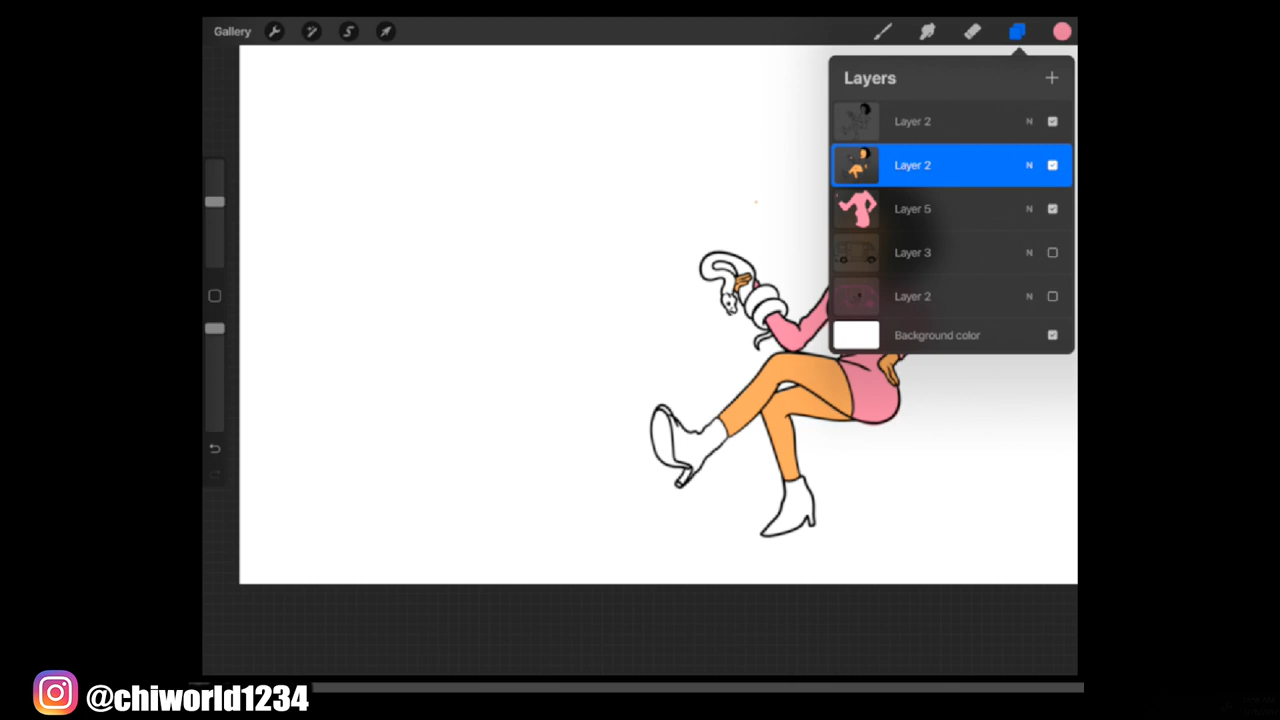 Gallery
Layers
Layer 2 N
Layer 2 N
Layer 5 N
Layer 3 N
Layer 2 N
Background color
@chiworld1234